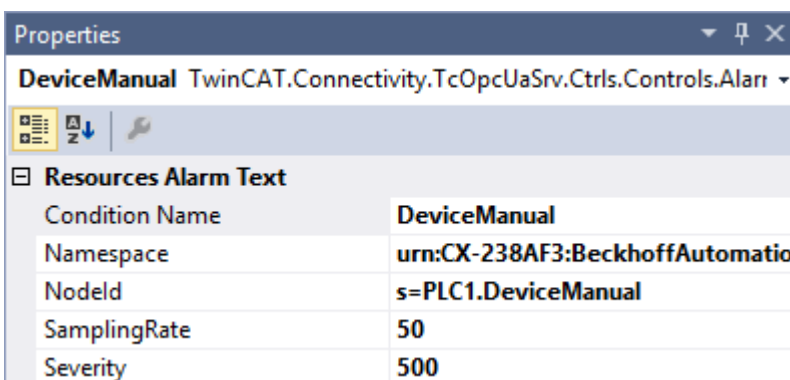 Properties
DeviceManual TwinCAT.Connectivity.TcOpcUaSrv.Ctrls.Controls.Alarr
Resources Alarm Text
Condition Name DeviceManual
Namespace urn:CX-238AF3:BeckhoffAutomatio
NodeId s=PLC1.DeviceManual
SamplingRate 50
Severity 500